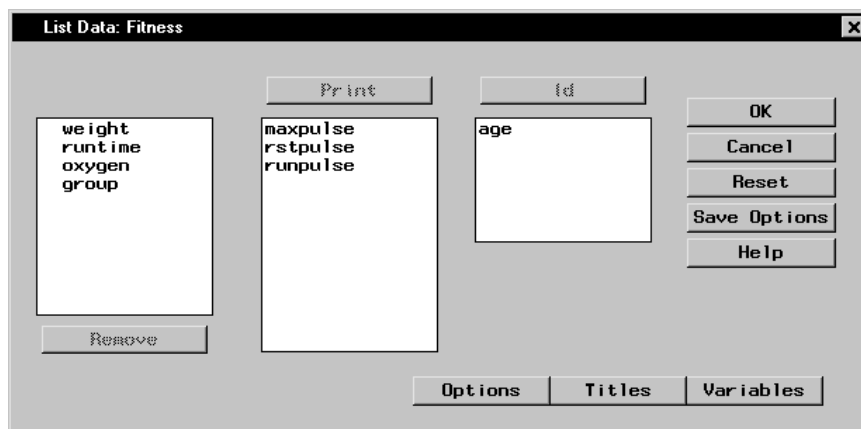 List Data: Fitness
Print
Id
weight
runtime
oxygen
group
maxpulse
rstpulse
runpulse
age
OK
Cancel
Reset
Save Options
Help
Remove
Options
Titles
Variables